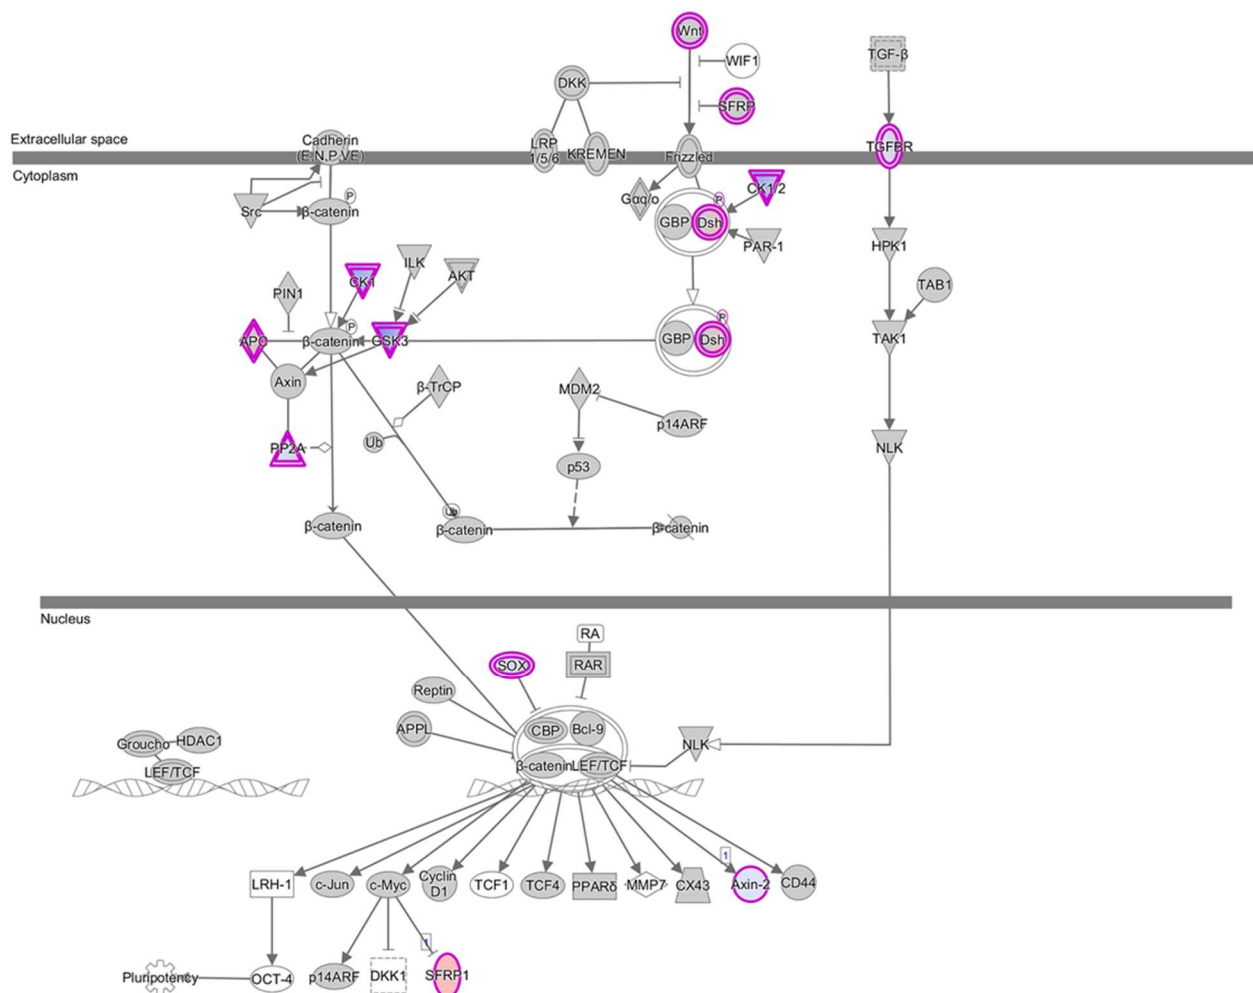 Wnt
WIF1
TGF-β
DKK
SFRP
Extracellular space
Cadherin
(E,N,P,VE)
LRP
1/5/6
KREMEN
Frizzled
TGFBR
Cytoplasm
Src
P
β-catenin
Gαq/o
P
CK1/2
GBP
Dsh
PAR-1
HPK1
ILK
AKT
CK1
PIN1
TAB1
P
P
APC
β-catenin
GSK3
GBP
Dsh
TAK1
Axin
β-TrCP
MDM2
p14ARF
Ub
PP2A
p53
NLK
Ub
β-catenin
β-catenin
β-catenin
Nucleus
RA
SOX
RAR
Reptin
APPL
CBP
Bcl-9
NLK
Groucho
HDAC1
LEF/TCF
β-catenin
LEF/TCF
1
LRH-1
c-Jun
c-Myc
Cyclin
D1
TCF1
TCF4
PPARδ
MMP7
CX43
Axin-2
CD44
1
Pluripotency
OCT-4
p14ARF
DKK1
SFRP1